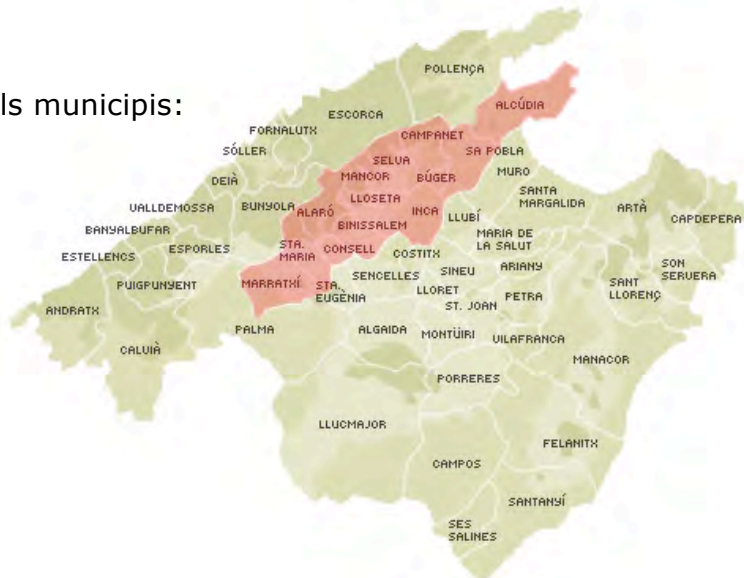 ls municipis:
POLLENÇA
ALCÚDIA
ESCORCA
FORNALUTX
CAMPANET
SÓLLER
SA POBLA
SELVA
MURO
DEIÀ
MANCOR
BÚGER
SANTA
MARGALIDA
LLOSETA
VALLDEMOSSA
BUNYOLA
ALARÓ
INCA
LLUBÍ
ARTÀ
CAPDEPERA
BANYALBUFAR
BINISSALEM
MARIA DE
LA SALUT
ESPORLES
STA.
MARIA
CONSELL
COSTITX
ESTELLENCS
SENCELLES
SINEU
ARIANY
SON
SERVERA
PUIGPUNYENT
MARRATXÍ
STA.
EUGÈNIA
LLORET
PETRA
SANT
LLORENÇ
ST. JOAN
ANDRATX
PALMA
ALGAIDA
MONTÜIRI
VILAFRANCA
CALVIÀ
MANACOR
PORRERES
LLUCMAJOR
FELANITX
CAMPOS
SANTANYÍ
SES
SALINES